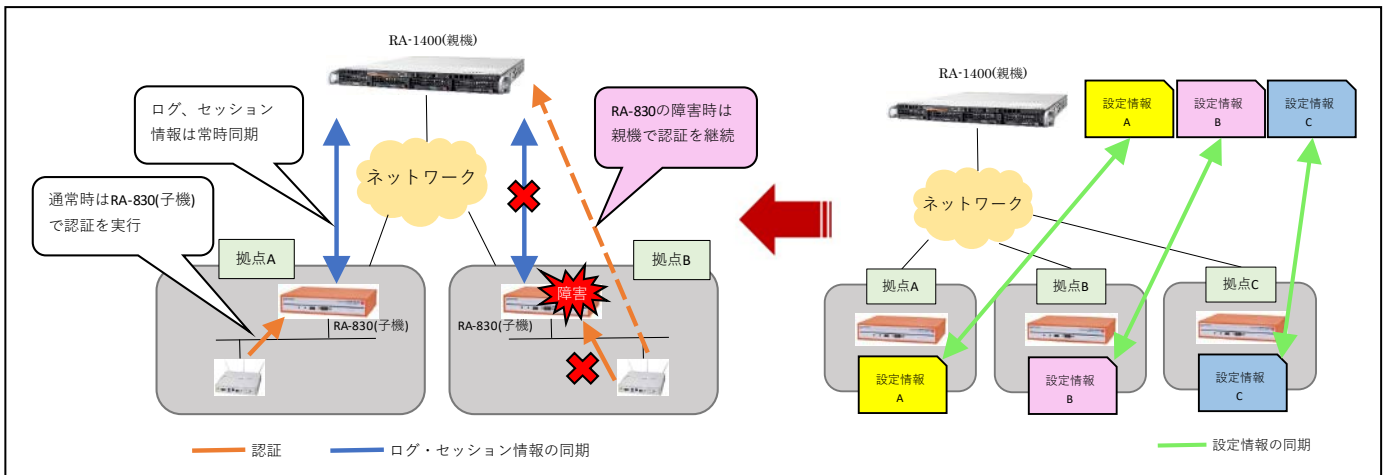 RA-1400(親機)
ログ、セッション
情報は常時同期
RA-830の障害時は
親機で認証を継続
ネットワーク
通常時はRA-830(子機)
で認証を実行
拠点A
拠点B
障害
RA-830(子機)
RA-830(子機)
認証
ログ・セッション情報の同期
RA-1400(親機)
設定情報
A
設定情報
B
設定情報
C
ネットワーク
拠点A
拠点B
拠点C
設定情報
A
設定情報
B
設定情報
C
設定情報の同期